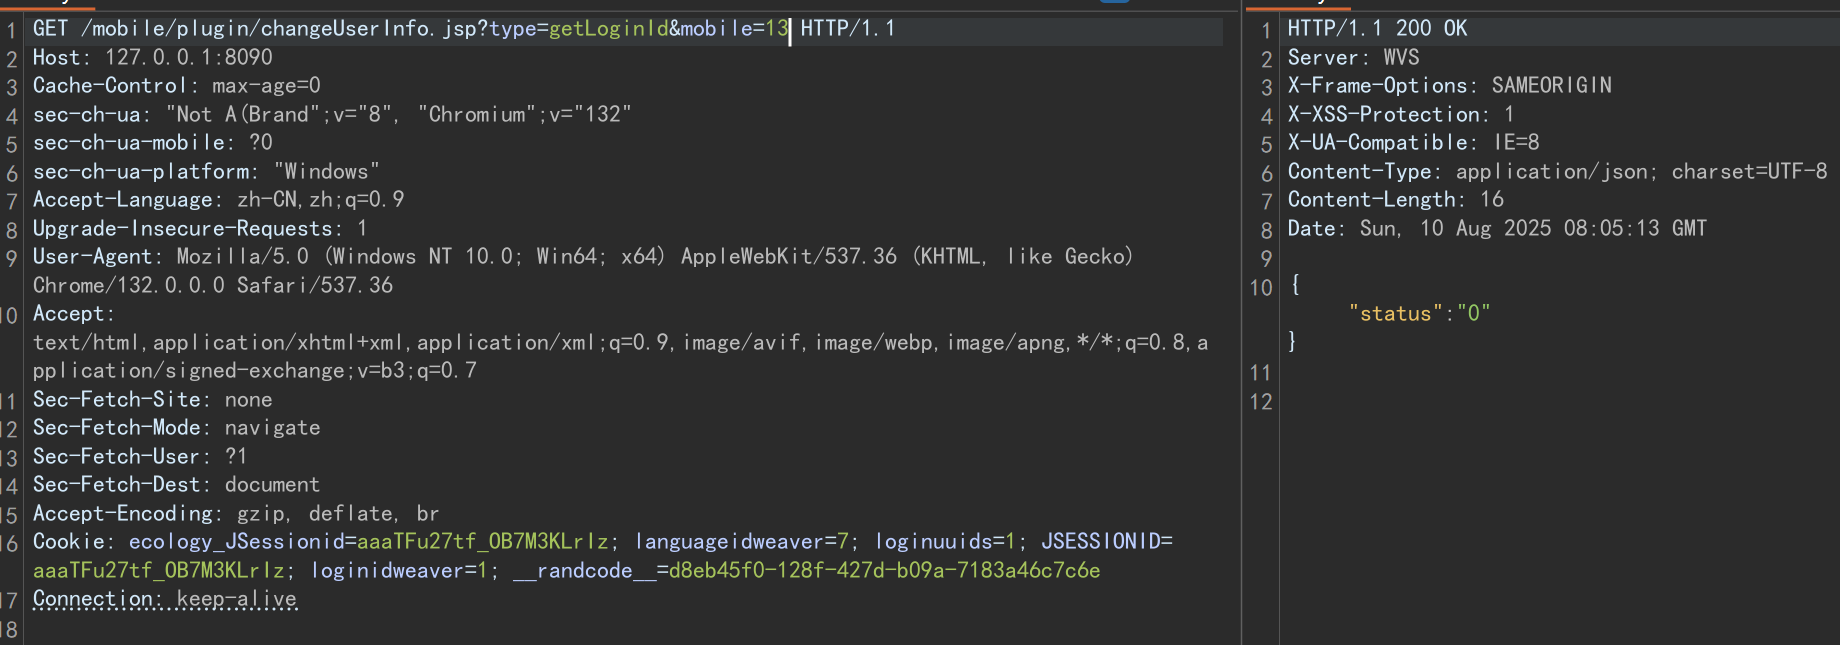 1 GET /mobile/plugin/changeUserInfo.jsp?type=getLoginId&mobile=13 HTTP/1.1
2 Host: 127.0.0.1:8090
3 Cache-Control: max-age=0
4 sec-ch-ua: "Not A(Brand";v="8", "Chromium";v="132"
5 sec-ch-ua-mobile: ?0
6 sec-ch-ua-platform: "Windows"
7 Accept-Language: zh-CN,zh;q=0.9
8 Upgrade-Insecure-Requests: 1
9 User-Agent: Mozilla/5.0 (Windows NT 10.0; Win64; x64) AppleWebKit/537.36 (KHTML, like Gecko)
Chrome/132.0.0.0 Safari/537.36
10 Accept:
text/html,application/xhtml+xml,application/xml;q=0.9,image/avif,image/webp,image/apng,*/*;q=0.8,a
pplication/signed-exchange;v=b3;q=0.7
11 Sec-Fetch-Site: none
12 Sec-Fetch-Mode: navigate
13 Sec-Fetch-User: ?1
14 Sec-Fetch-Dest: document
15 Accept-Encoding: gzip, deflate, br
16 Cookie: ecology_JSessionid=aaaTFu27tf_OB7M3KLrIz; languageidweaver=7; loginuuids=1; JSESSIONID=
aaaTFu27tf_OB7M3KLrIz; loginidweaver=1; __randcode__=d8eb45f0-128f-427d-b09a-7183a46c7c6e
17 Connection: keep-alive
18
1 HTTP/1.1 200 OK
2 Server: WVS
3 X-Frame-Options: SAMEORIGIN
4 X-XSS-Protection: 1
5 X-UA-Compatible: IE=8
6 Content-Type: application/json; charset=UTF-8
7 Content-Length: 16
8 Date: Sun, 10 Aug 2025 08:05:13 GMT
9
10 {
"status":"0"
}
11
12